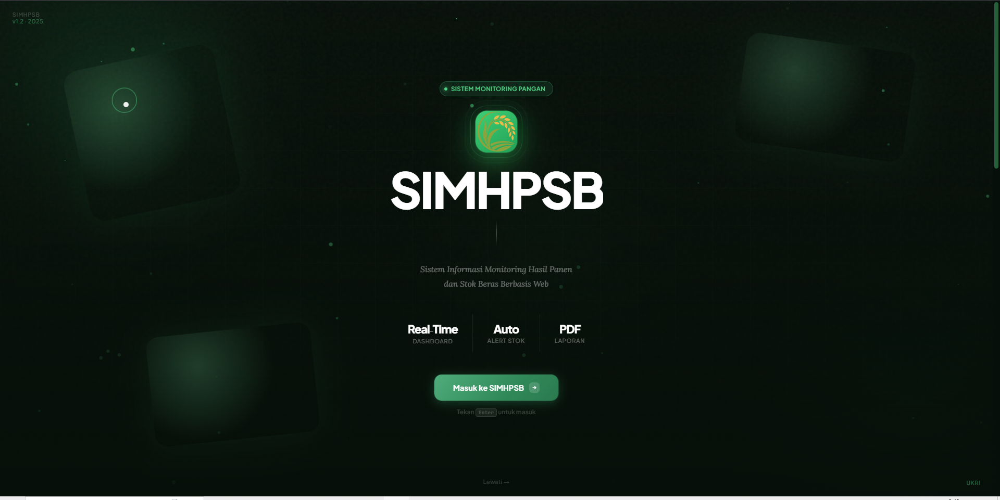 SIMHPSB
v1.2 - 2025
SISTEM MONITORING PANGAN
SIMHPSB
Sistem Informasi Monitoring Hasil Panen
dan Stok Beras Berbasis Web
Real-Time
DASHBOARD
Auto
ALERT STOK
PDF
LAPORAN
Masuk ke SIMHPSB →
Tekan Enter untuk masuk
Lewati →
UKRI